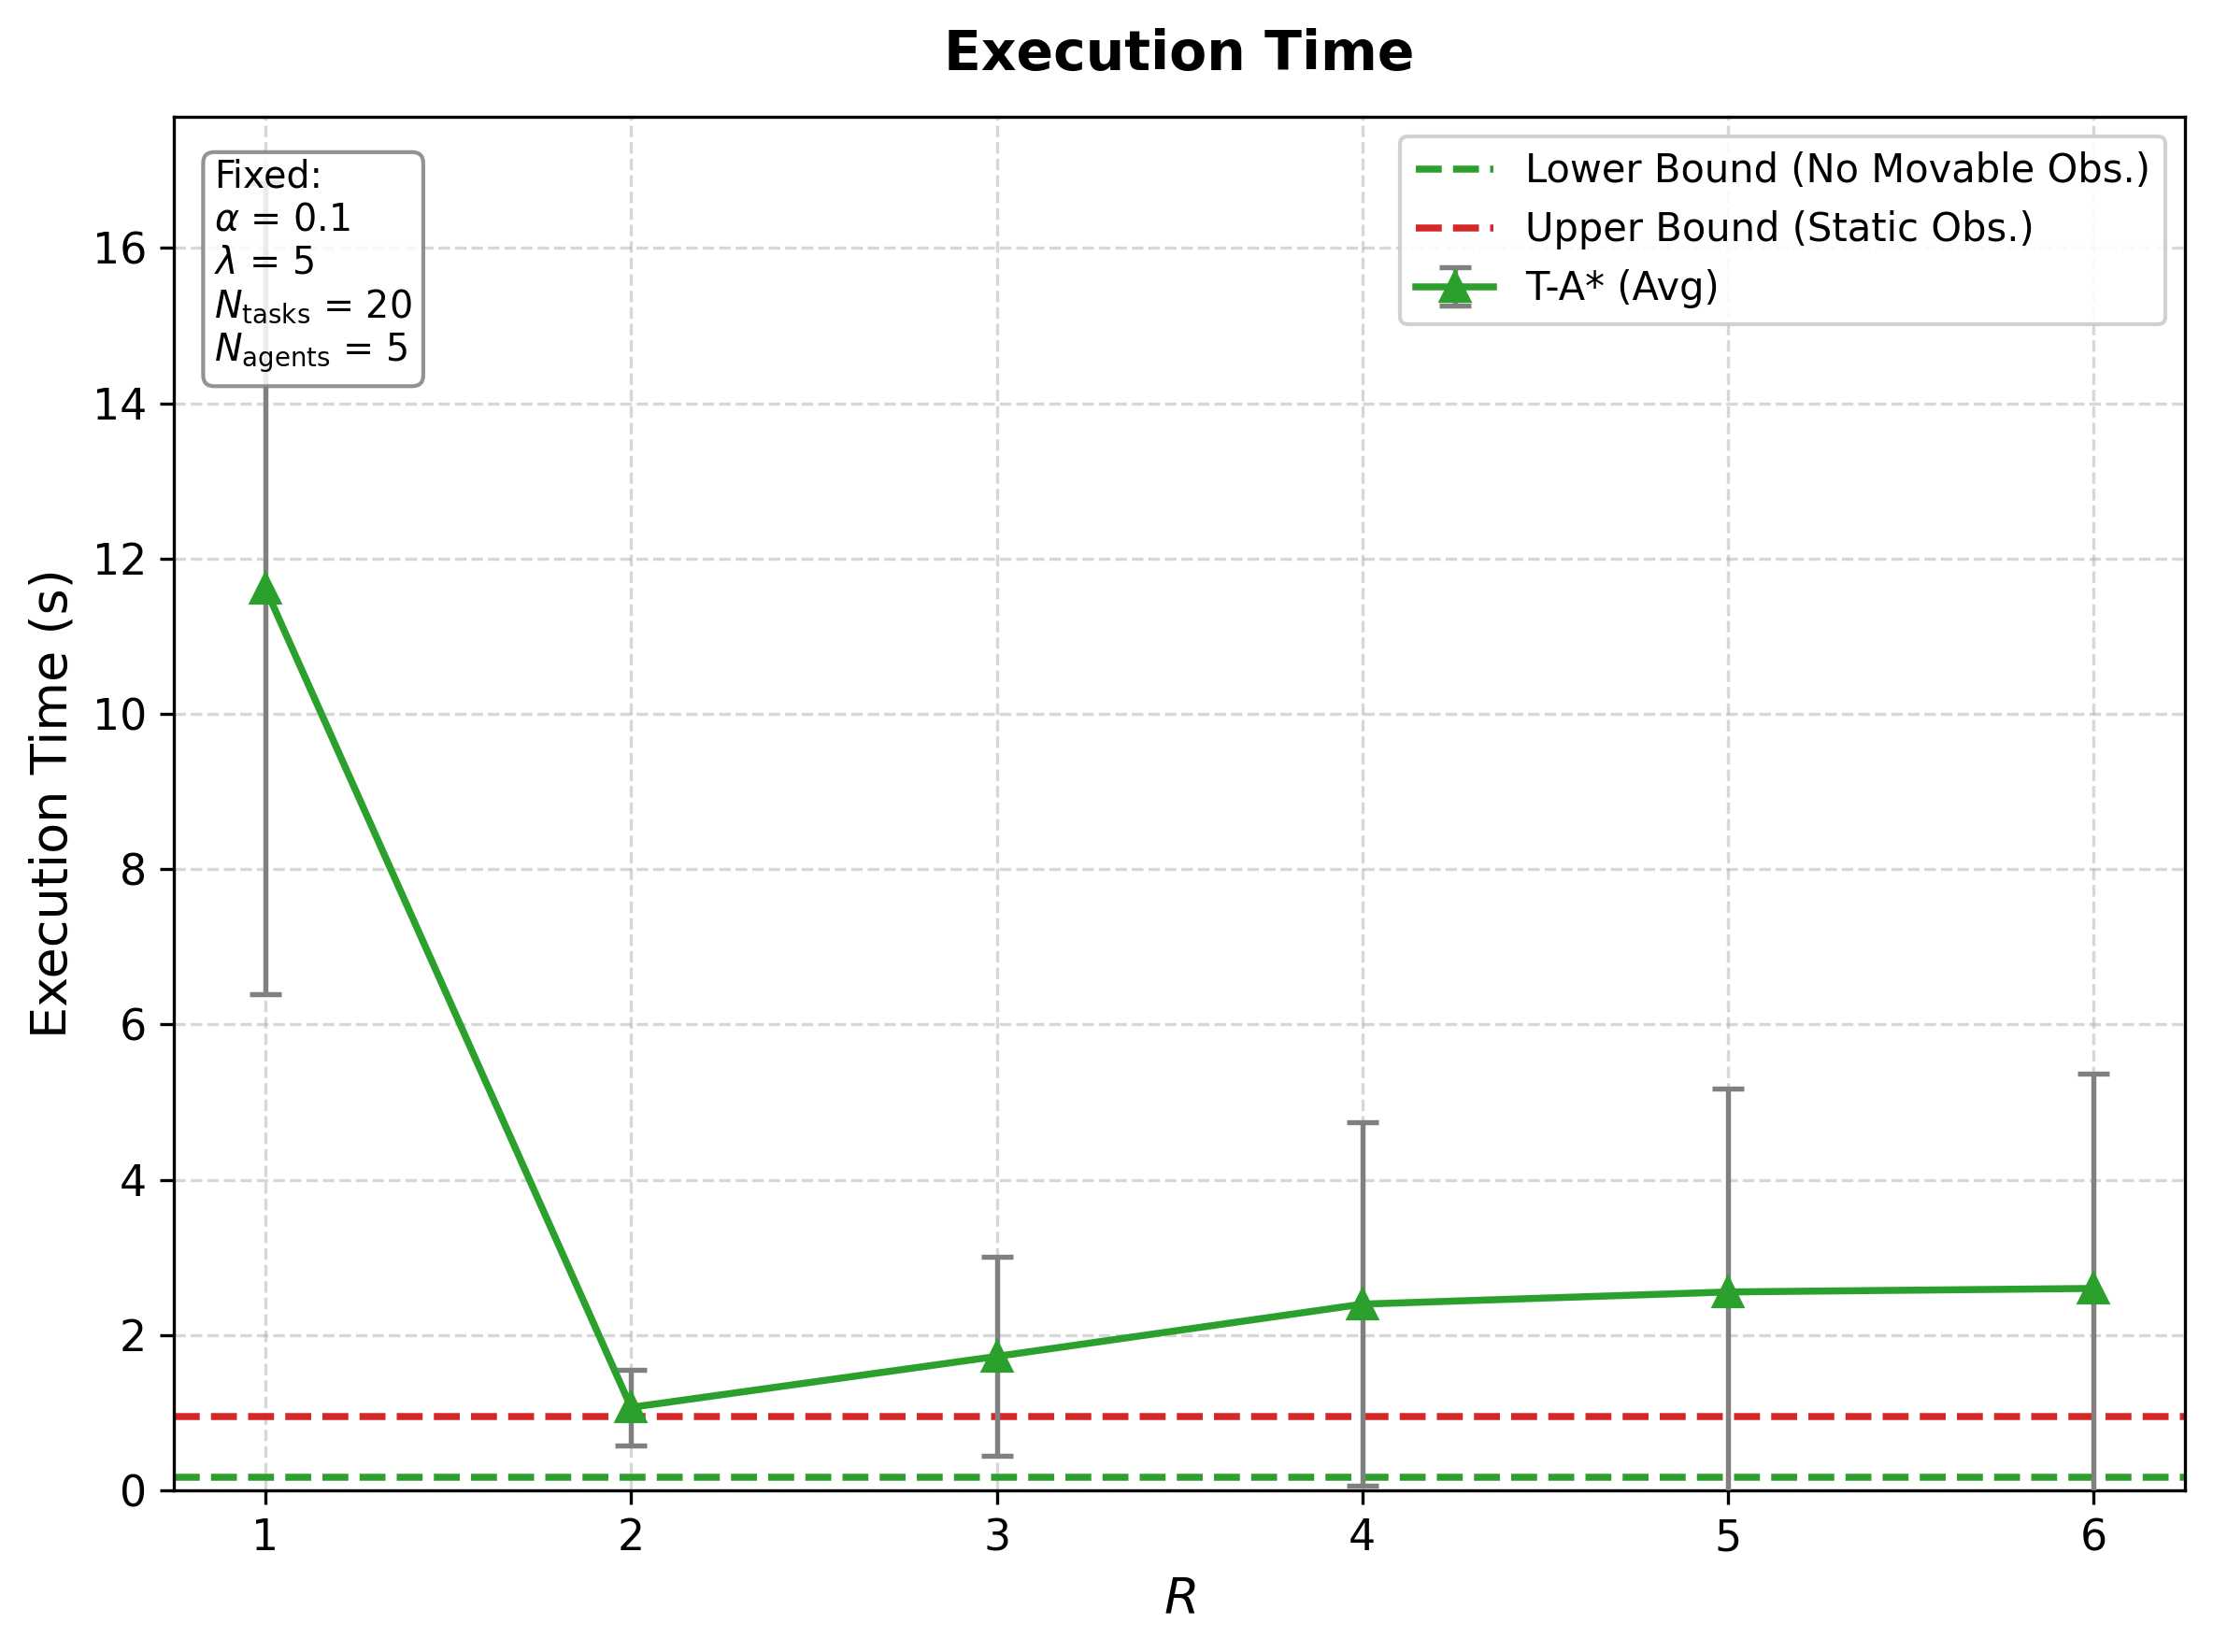 Execution Time
Fixed:
α = 0.1
λ = 5
N_tasks = 20
N_agents = 5
Lower Bound (No Movable Obs.)
Upper Bound (Static Obs.)
T-A* (Avg)
Execution Time (s)
16
14
12
10
8
6
4
2
0
1 2 3 4 5 6
R